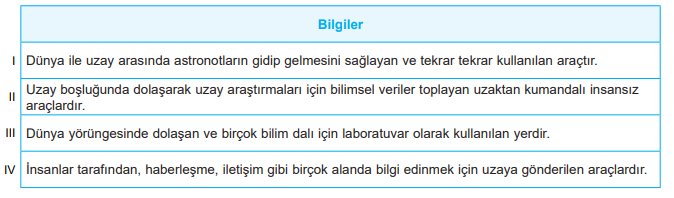 Bilgiler
I Dünya ile uzay arasında astronotların gidip gelmesini sağlayan ve tekrar tekrar kullanılan araçtır.
II Uzay boşluğunda dolaşarak uzay araştırmaları için bilimsel veriler toplayan uzaktan kumandalı insansız
araçlardır.
III Dünya yörüngesinde dolaşan ve birçok bilim dalı için laboratuvar olarak kullanılan yerdir.
IV İnsanlar tarafından, haberleşme, iletişim gibi birçok alanda bilgi edinmek için uzaya gönderilen araçlardır.